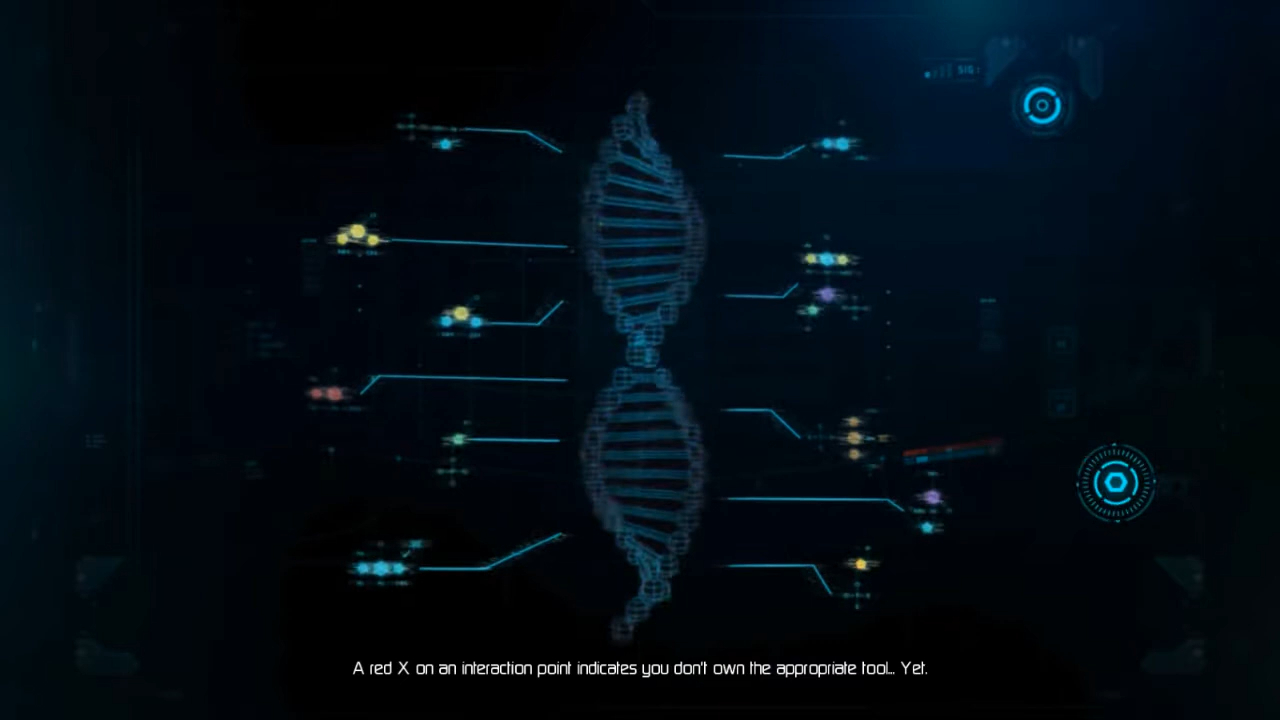 A red X on an interaction point indicates you don't own the appropriate tool... Yet.